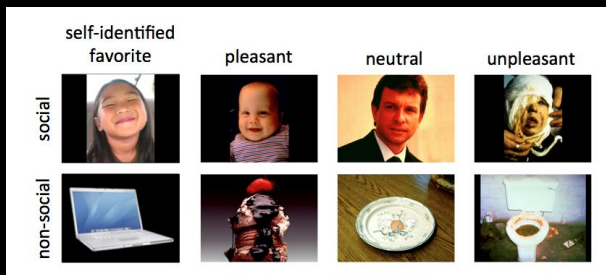 self-identified
favorite
pleasant
neutral
unpleasant
social
non-social